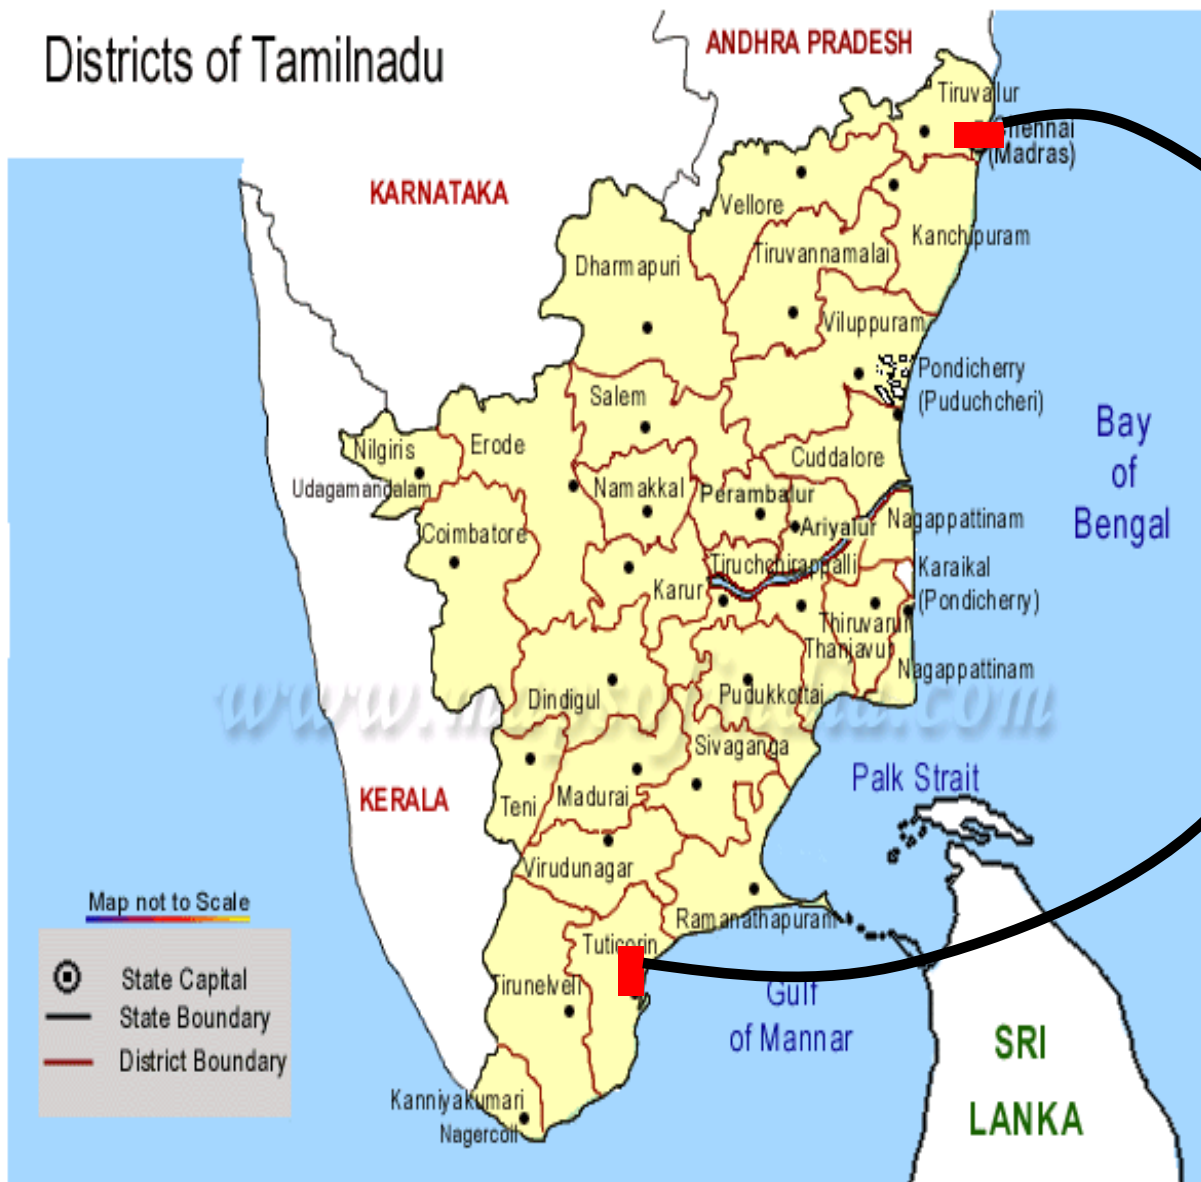 Districts of Tamilnadu
ANDHRA PRADESH
Tiruvallur
Chennai
(Madras)
KARNATAKA
Vellore
Kanchipuram
Tiruvannamalai
Dharmapuri
Viluppuram
Pondicherry
(Puduchcheri)
Salem
Bay
of
Bengal
Nilgiris
Erode
Cuddalore
Udagamandalam
Namakkal
Perambalur
Nagappattinam
Ariyalur
Coimbatore
Tiruchchirappalli
Karaikal
(Pondicherry)
Karur
Thiruvarur
Thanjavur
Nagappattinam
Dindigul
Pudukkottai
www.mapsofindia.com
Sivaganga
Palk Strait
KERALA
Teni
Madurai
Virudunagar
Map not to Scale
Ramanathapuram
Tuticorin
State Capital
Tirunelveli
Gulf
of Mannar
State Boundary
District Boundary
SRI
LANKA
Kanniyakumari
Nagercoil